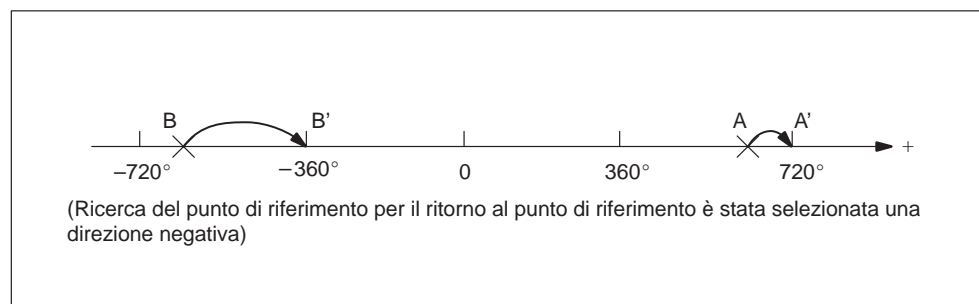 B B' A A'
–720° –360° 0 360° 720° +
(Ricerca del punto di riferimento per il ritorno al punto di riferimento è stata selezionata una
direzione negativa)